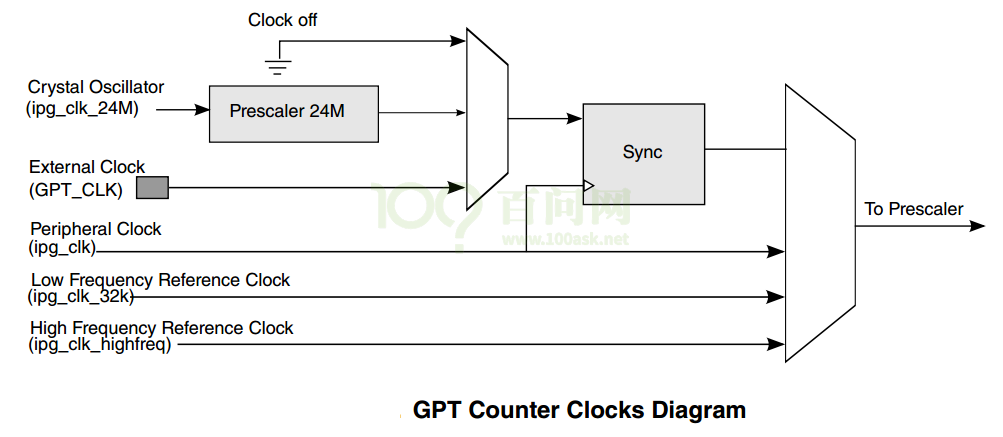 Clock off
Crystal Oscillator
(ipg_clk_24M)
Prescaler 24M
External Clock
(GPT_CLK)
Sync
100?
百问网
www.100ask.net
Peripheral Clock
(ipg_clk)
To Prescaler
Low Frequency Reference Clock
(ipg_clk_32k)
High Frequency Reference Clock
(ipg_clk_highfreq)
GPT Counter Clocks Diagram